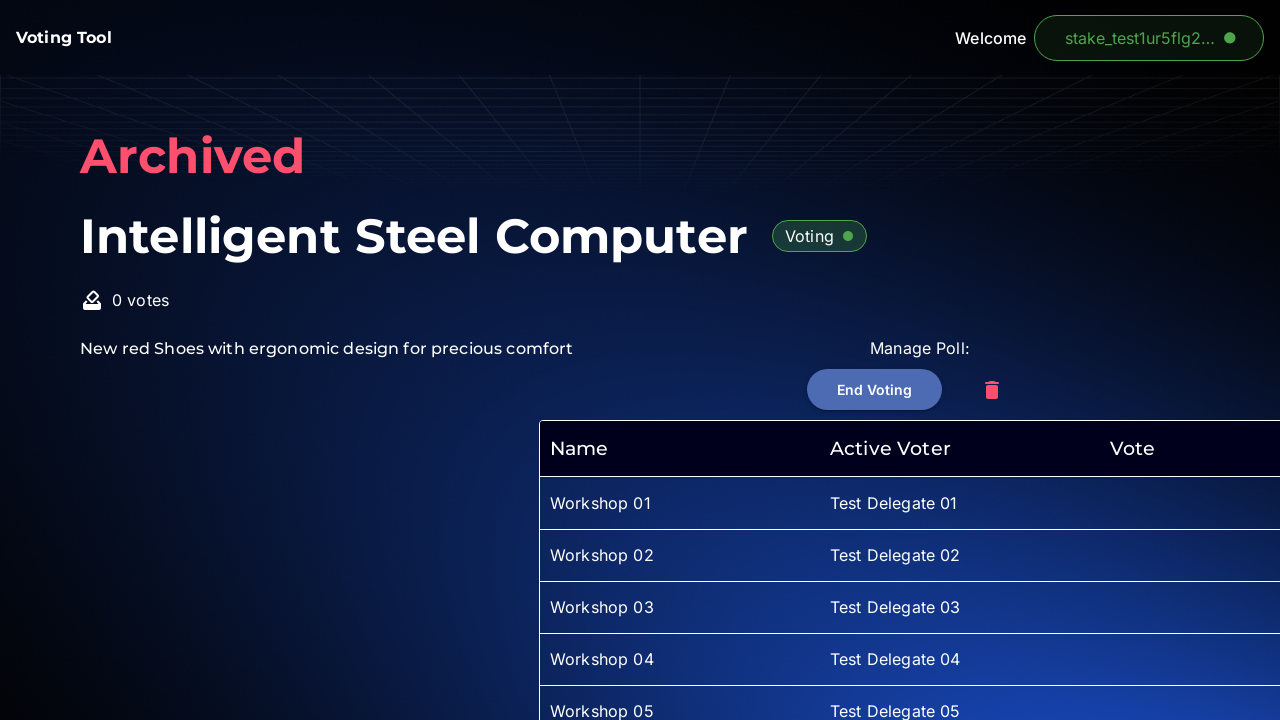 Voting Tool
Welcome
stake_test1ur5flg2...
Archived
Intelligent Steel Computer
Voting
0 votes
New red Shoes with ergonomic design for precious comfort
Manage Poll:
End Voting
Name Active Voter Vote
Workshop 01 Test Delegate 01
Workshop 02 Test Delegate 02
Workshop 03 Test Delegate 03
Workshop 04 Test Delegate 04
Workshop 05 Test Delegate 05